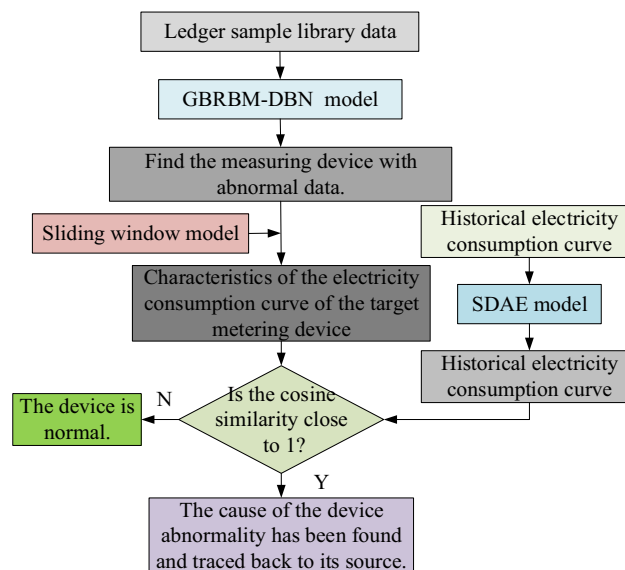 Ledger sample library data
GBRBM-DBN model
Find the measuring device with
abnormal data.
Sliding window model
Historical electricity
consumption curve
Characteristics of the electricity
consumption curve of the target
metering device
SDAE model
Historical electricity
consumption curve
Is the cosine
similarity close
to 1?
N
The device is
normal.
Y
The cause of the device
abnormality has been found
and traced back to its source.